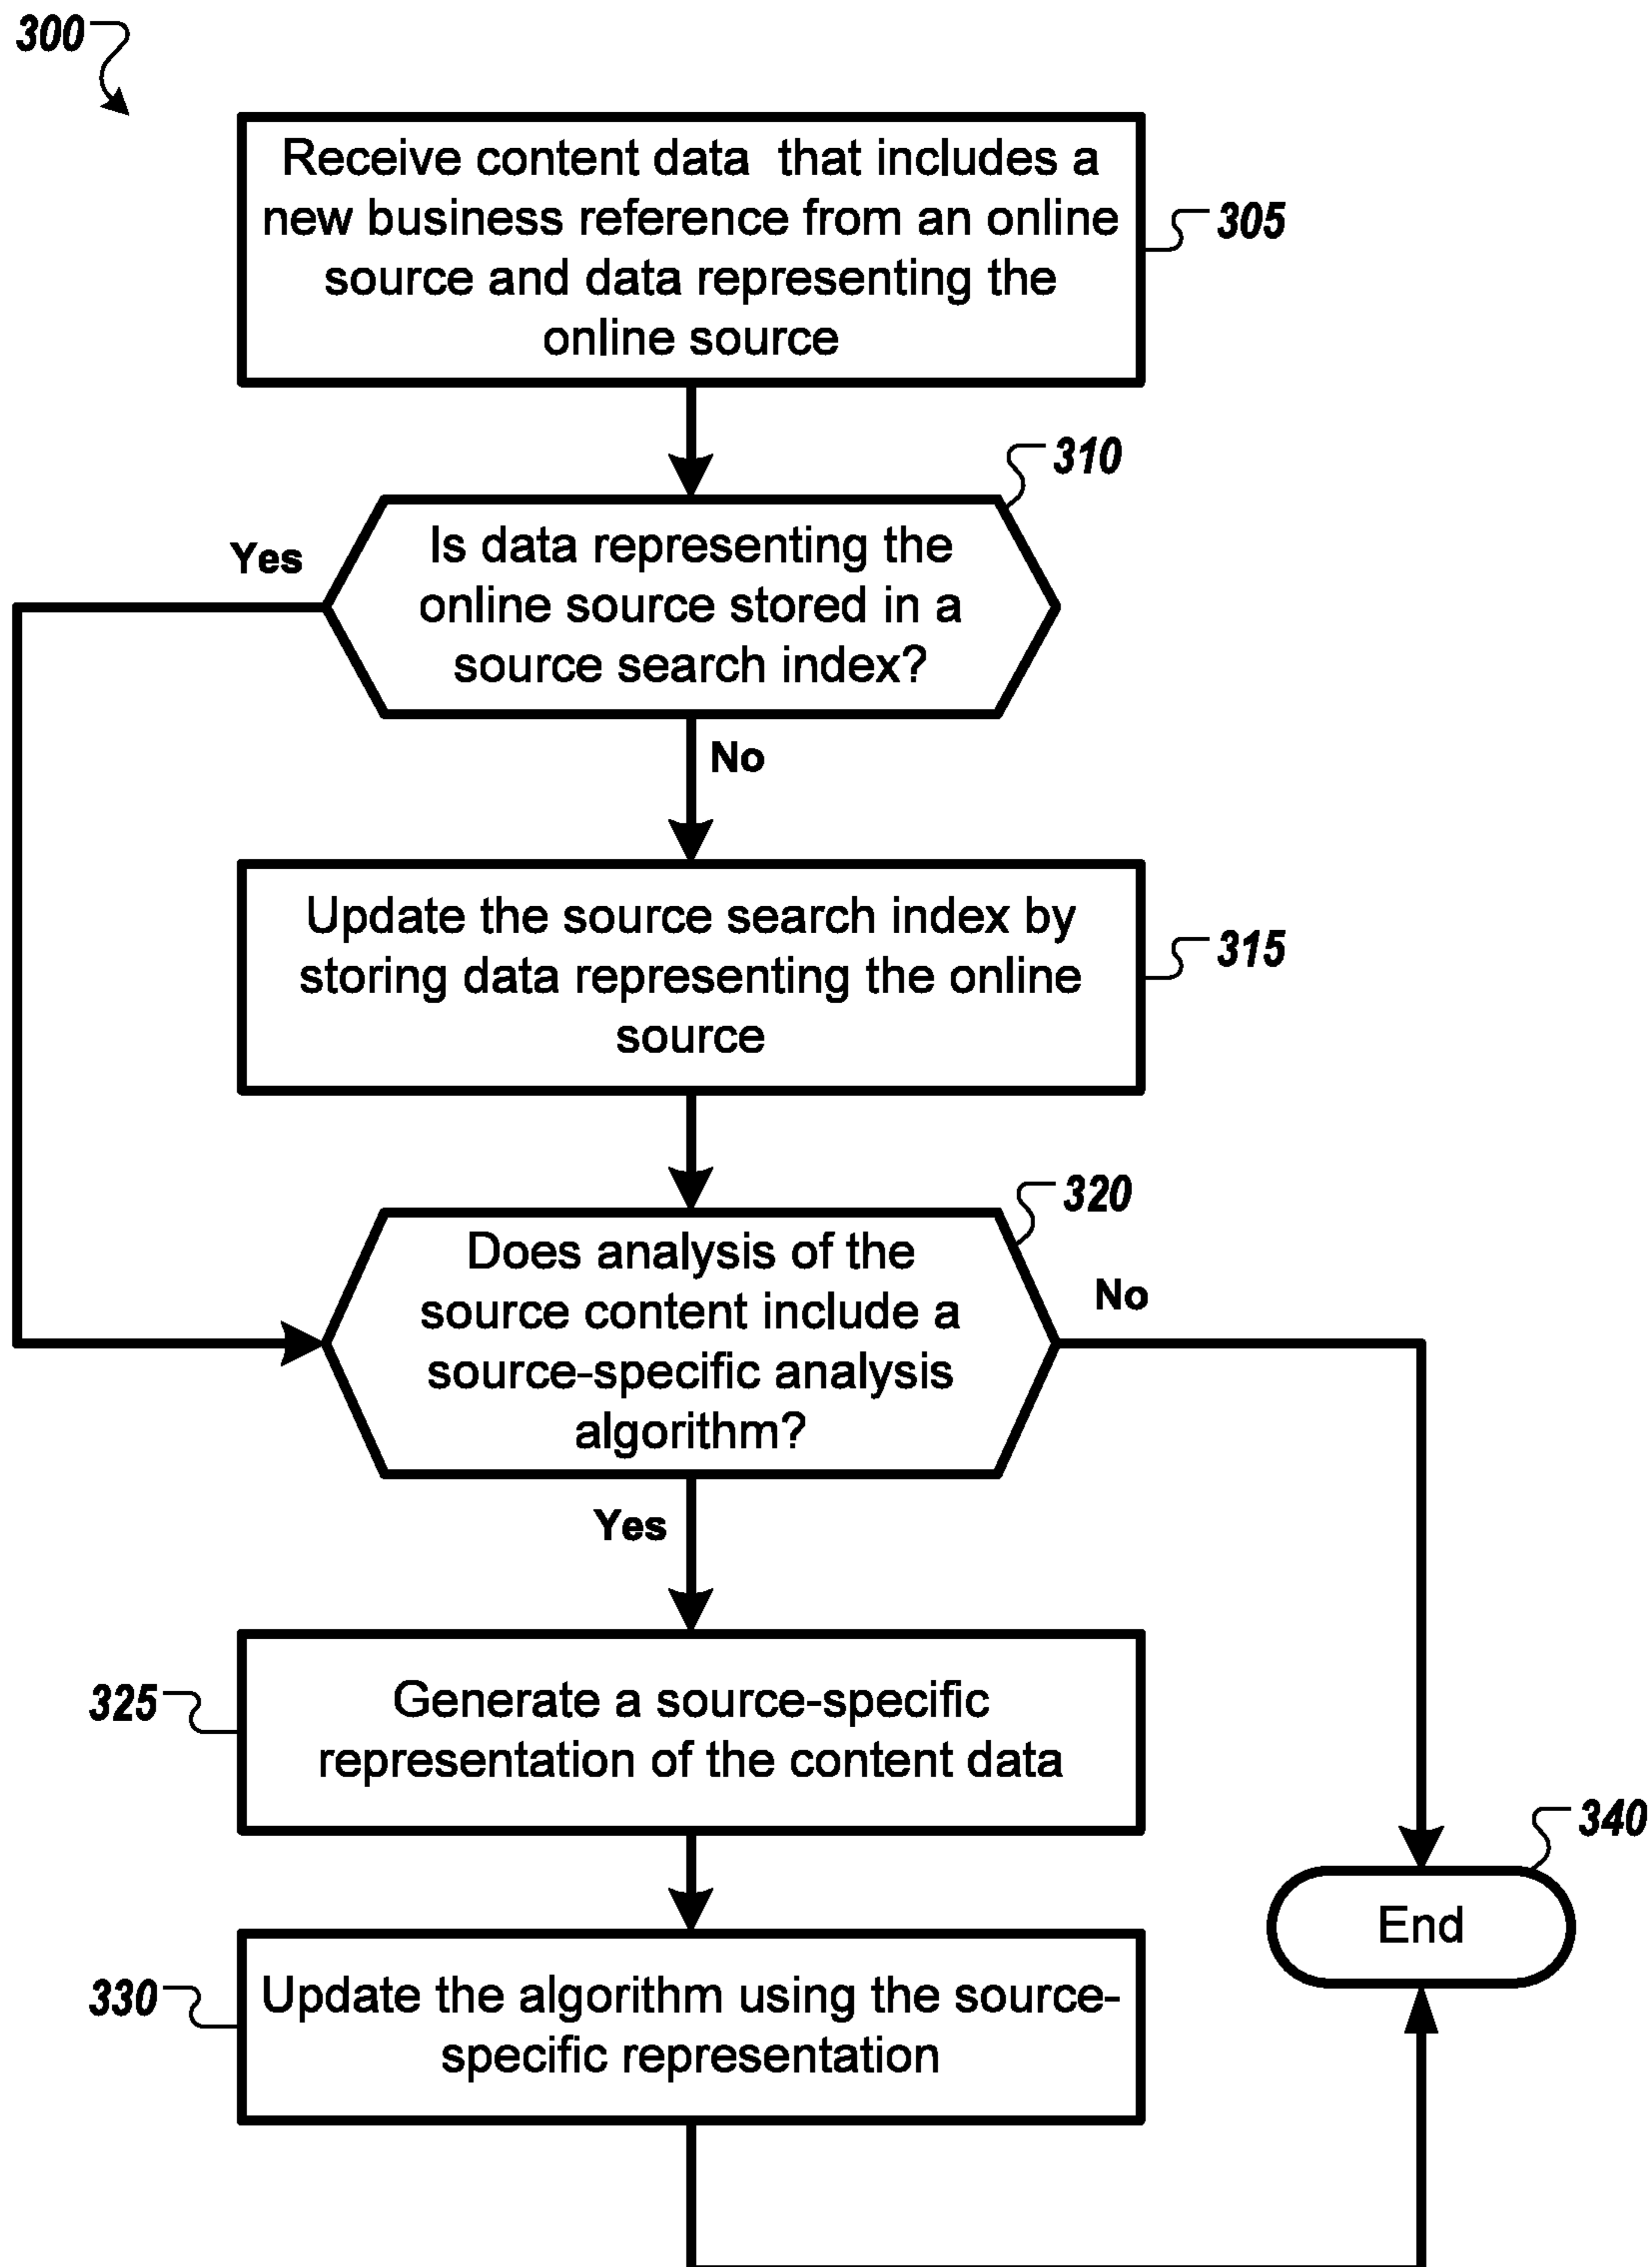 300
Receive content data that includes a
new business reference from an online
source and data representing the
online source
305
310
Is data representing the
online source stored in a
source search index?
Yes
No
Update the source search index by
storing data representing the online
source
315
320
Does analysis of the
source content include a
source-specific analysis
algorithm?
No
Yes
325
Generate a source-specific
representation of the content data
340
End
330
Update the algorithm using the source-
specific representation